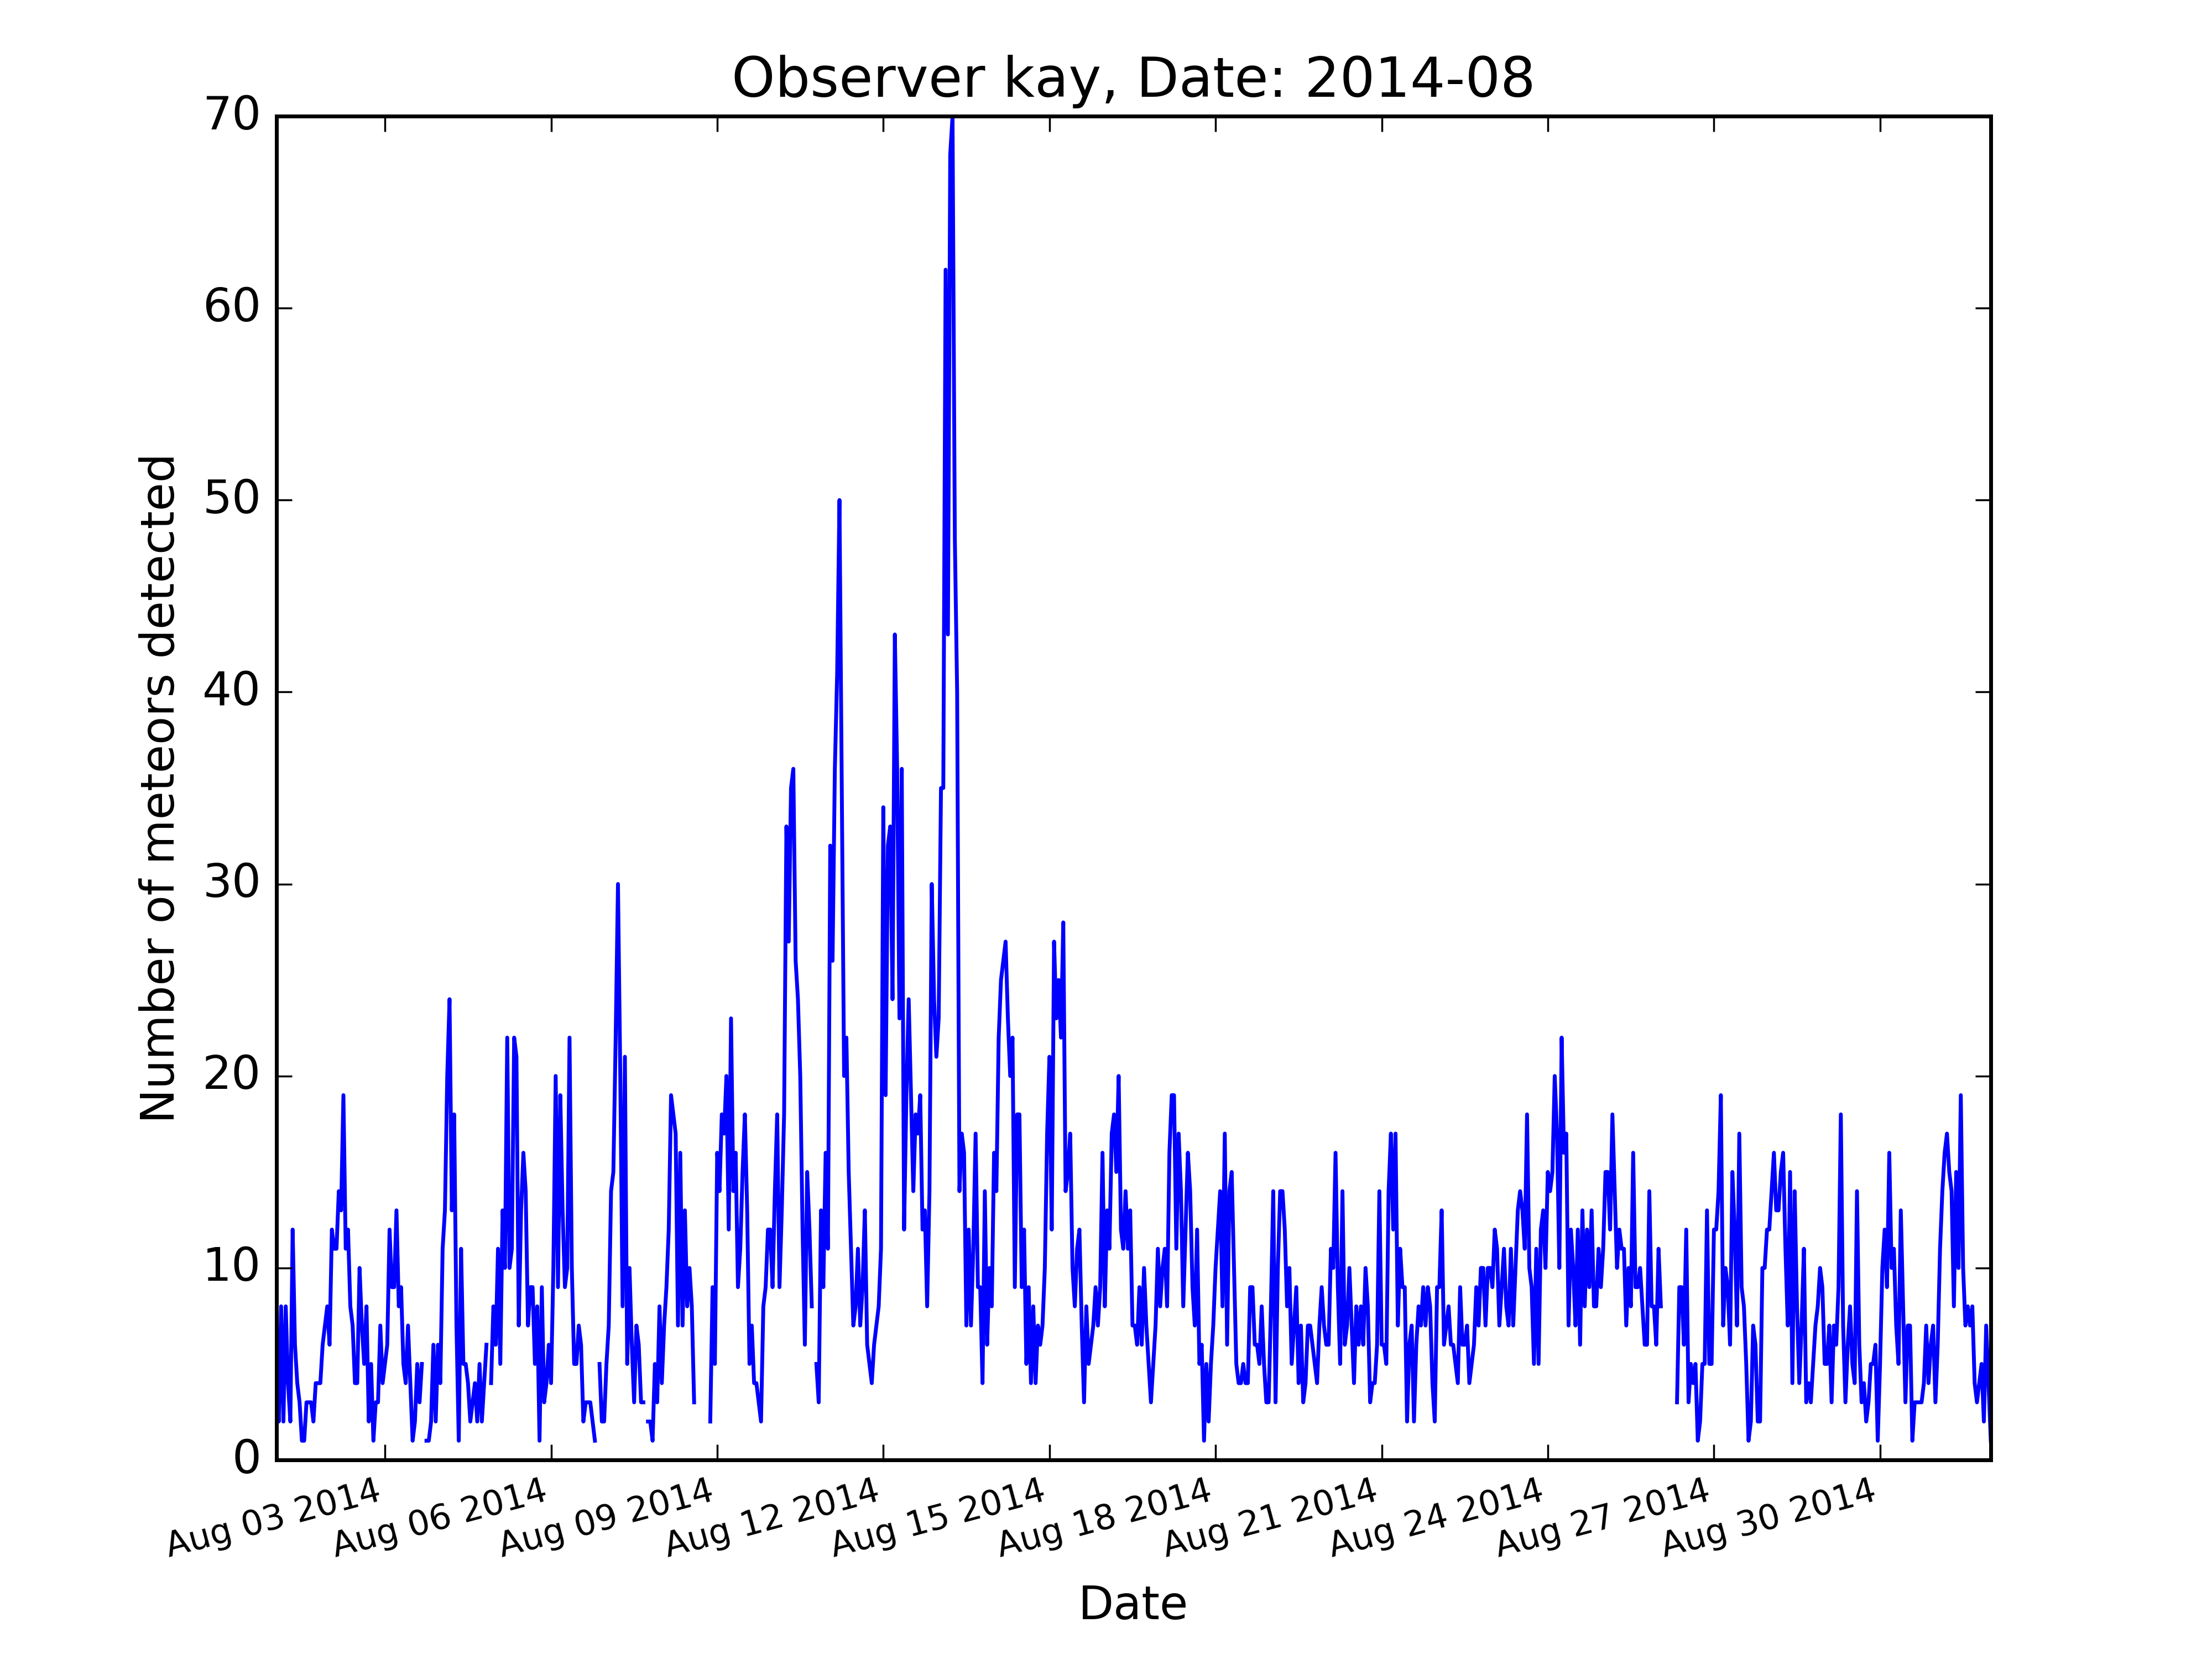 Observer kay, Date: 2014-08
70
60
50
40
30
20
10
0
Number of meteors detected
Aug 03 2014
Aug 06 2014
Aug 09 2014
Aug 12 2014
Aug 15 2014
Aug 18 2014
Aug 21 2014
Aug 24 2014
Aug 27 2014
Aug 30 2014
Date